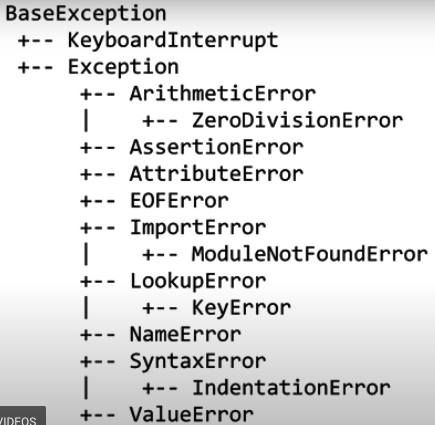 BaseException
 +-- KeyboardInterrupt
 +-- Exception
      +-- ArithmeticError
      |    +-- ZeroDivisionError
      +-- AssertionError
      +-- AttributeError
      +-- EOFError
      +-- ImportError
      |    +-- ModuleNotFoundError
      +-- LookupError
      |    +-- KeyError
      +-- NameError
      +-- SyntaxError
      |    +-- IndentationError
      +-- ValueError
VIDEOS